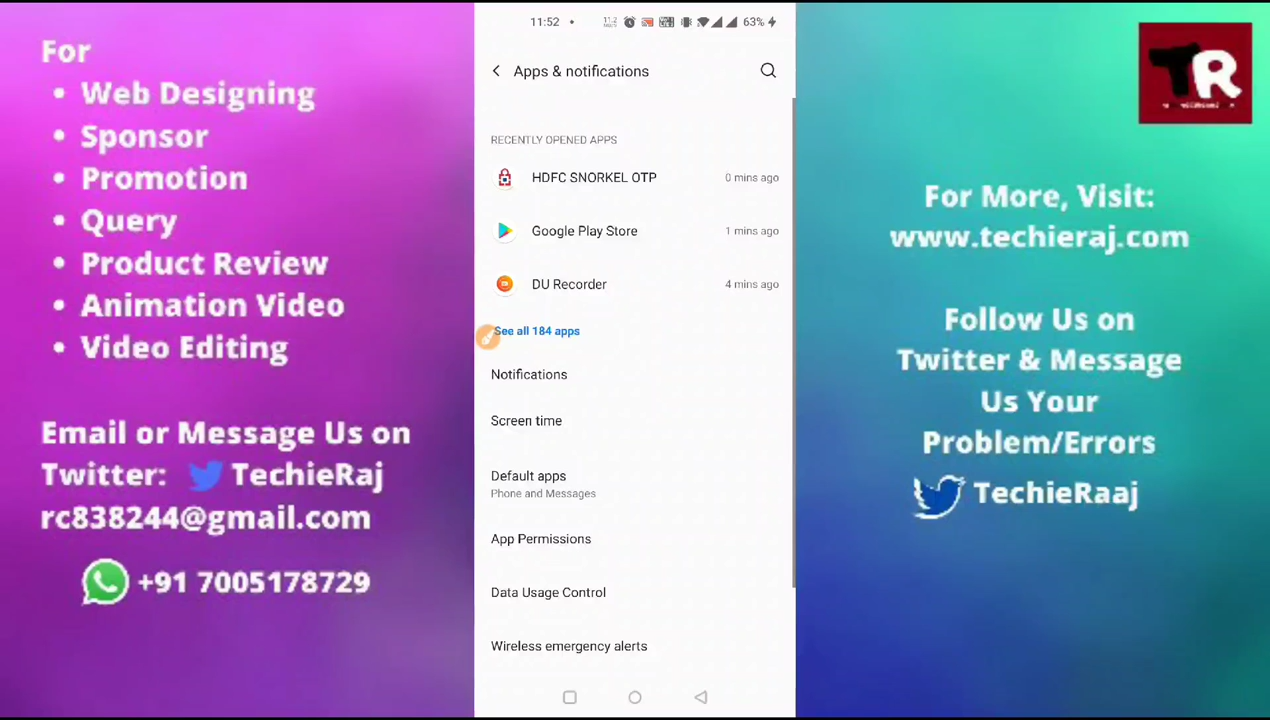 For
• Web Designing
• Sponsor
• Promotion
• Query
• Product Review
• Animation Video
• Video Editing
Email or Message Us on
Twitter: TechieRaj
rc838244@gmail.com
+91 7005178729
11:52 • 63%
Apps & notifications
RECENTLY OPENED APPS
HDFC SNORKEL OTP 0 mins ago
Google Play Store 1 mins ago
DU Recorder 4 mins ago
See all 184 apps
Notifications
Screen time
Default apps
Phone and Messages
App Permissions
Data Usage Control
Wireless emergency alerts
TR
For More, Visit:
www.techieraj.com
Follow Us on
Twitter & Message
Us Your
Problem/Errors
TechieRaaj